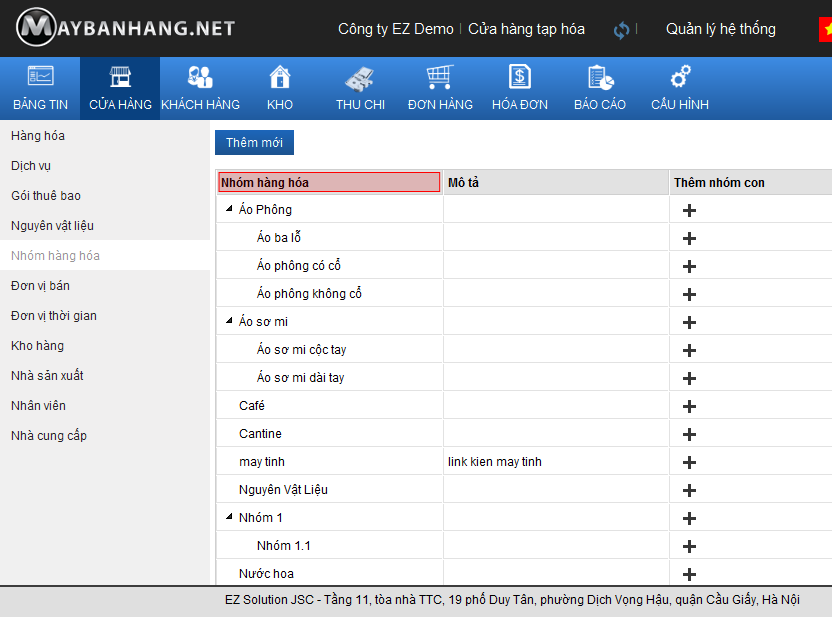 MAYBANHANG.NET
Công ty EZ Demo | Cửa hàng tạp hóa | Quản lý hệ thống
BẢNG TIN CỬA HÀNG KHÁCH HÀNG KHO THU CHI ĐƠN HÀNG HÓA ĐƠN BÁO CÁO CẤU HÌNH
Hàng hóa
Dịch vụ
Gói thuê bao
Nguyên vật liệu
Nhóm hàng hóa
Đơn vị bán
Đơn vị thời gian
Kho hàng
Nhà sản xuất
Nhân viên
Nhà cung cấp
Thêm mới
Nhóm hàng hóa Mô tả Thêm nhóm con
Áo Phông
Áo ba lỗ
Áo phông có cổ
Áo phông không cổ
Áo sơ mi
Áo sơ mi cộc tay
Áo sơ mi dài tay
Café
Cantine
may tinh link kien may tinh
Nguyên Vật Liệu
Nhóm 1
Nhóm 1.1
Nước hoa
EZ Solution JSC - Tầng 11, tòa nhà TTC, 19 phố Duy Tân, phường Dịch Vọng Hậu, quận Cầu Giấy, Hà Nội